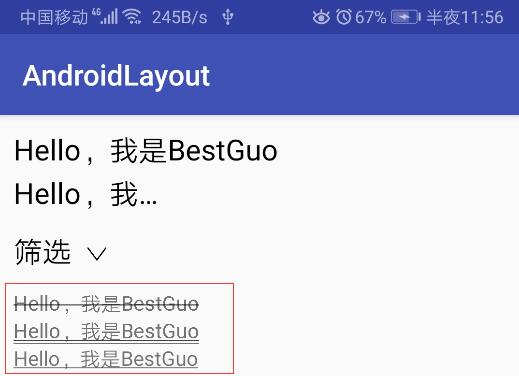 中国移动 4G 245B/s 67% 半夜11:56
AndroidLayout
Hello，我是BestGuo
Hello，我...
筛选
Hello，我是BestGuo
Hello，我是BestGuo
Hello，我是BestGuo